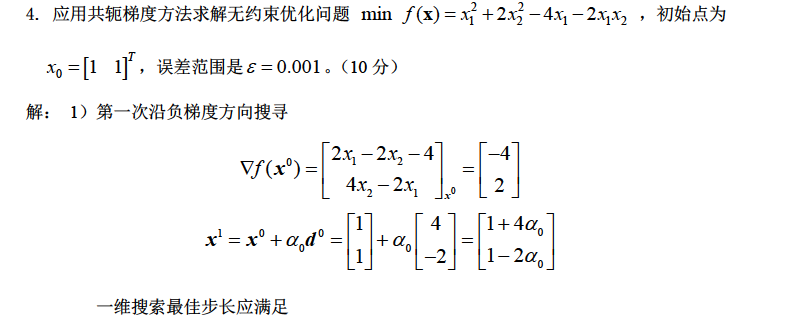 4. 应用共轭梯度方法求解无约束优化问题 min f(x) = x₁² + 2x₂² − 4x₁ − 2x₁x₂ ，初始点为
x₀ = [1 1]ᵀ，误差范围是 ε = 0.001。（10 分）
解： 1）第一次沿负梯度方向搜寻
∇f(x⁰) = [2x₁ − 2x₂ − 4; 4x₂ − 2x₁]ₓ⁰ = [−4; 2]
x¹ = x⁰ + α₀d⁰ = [1; 1] + α₀[4; −2] = [1 + 4α₀; 1 − 2α₀]
一维搜索最佳步长应满足